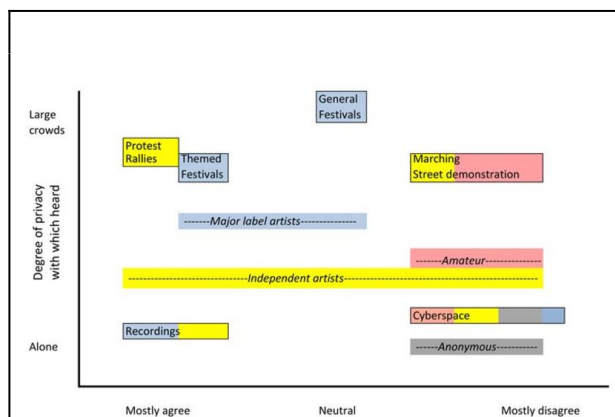 General
Festivals
Large
crowds
Protest
Rallies
Themed
Festivals
Marching
Street demonstration
-------Major label artists---------------
Degree of privacy
with which heard
------Amateur--------------
--------------------------------Independent artists---------------------------------------------------
Cyberspace
Recordings
Alone
------Anonymous-----------
Mostly agree
Neutral
Mostly disagree